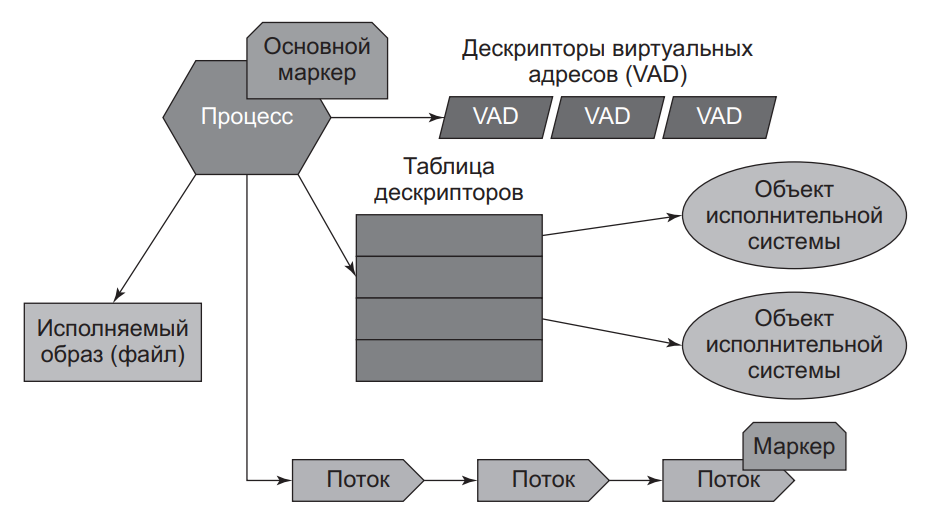 Основной
маркер
Процесс
Дескрипторы виртуальных
адресов (VAD)
VAD
VAD
VAD
Таблица
дескрипторов
Объект
исполнительной
системы
Исполняемый
образ (файл)
Объект
исполнительной
системы
Маркер
Поток
Поток
Поток